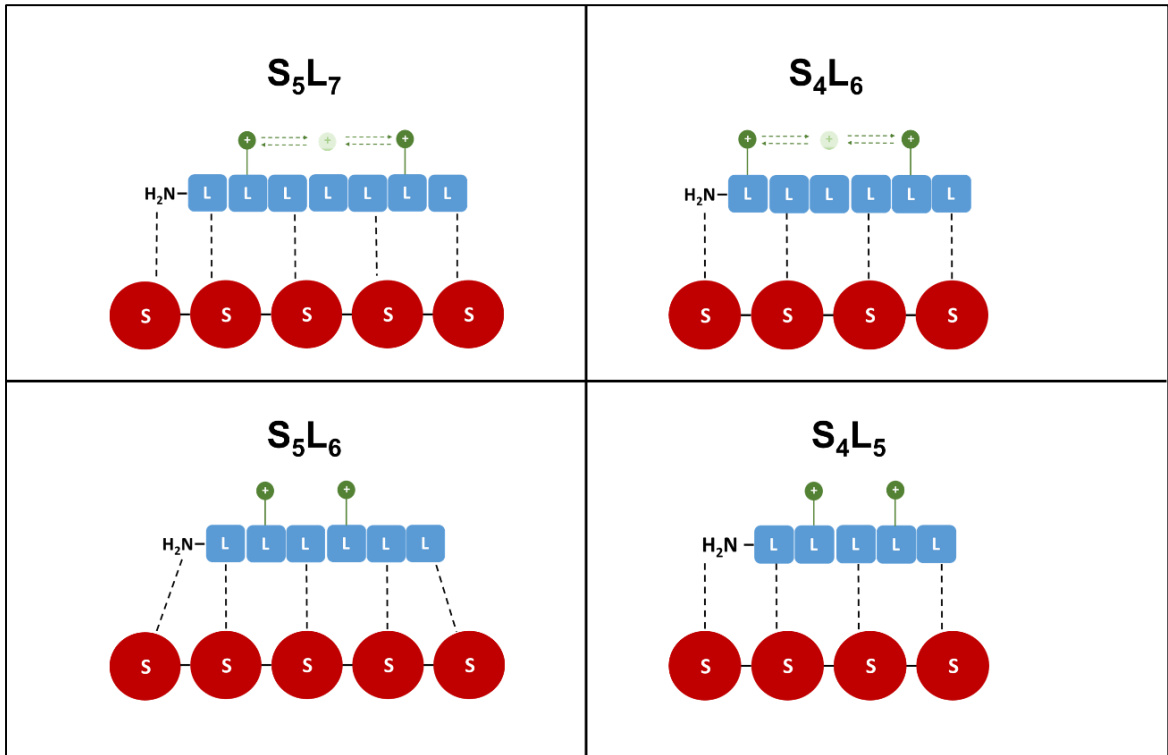 S₅L₇
+ + +
H₂N L L L L L L L
S S S S S
S₄L₆
+ + +
H₂N L L L L L L
S S S S
S₅L₆
+ +
H₂N L L L L L L
S S S S S
S₄L₅
+ +
H₂N L L L L L
S S S S